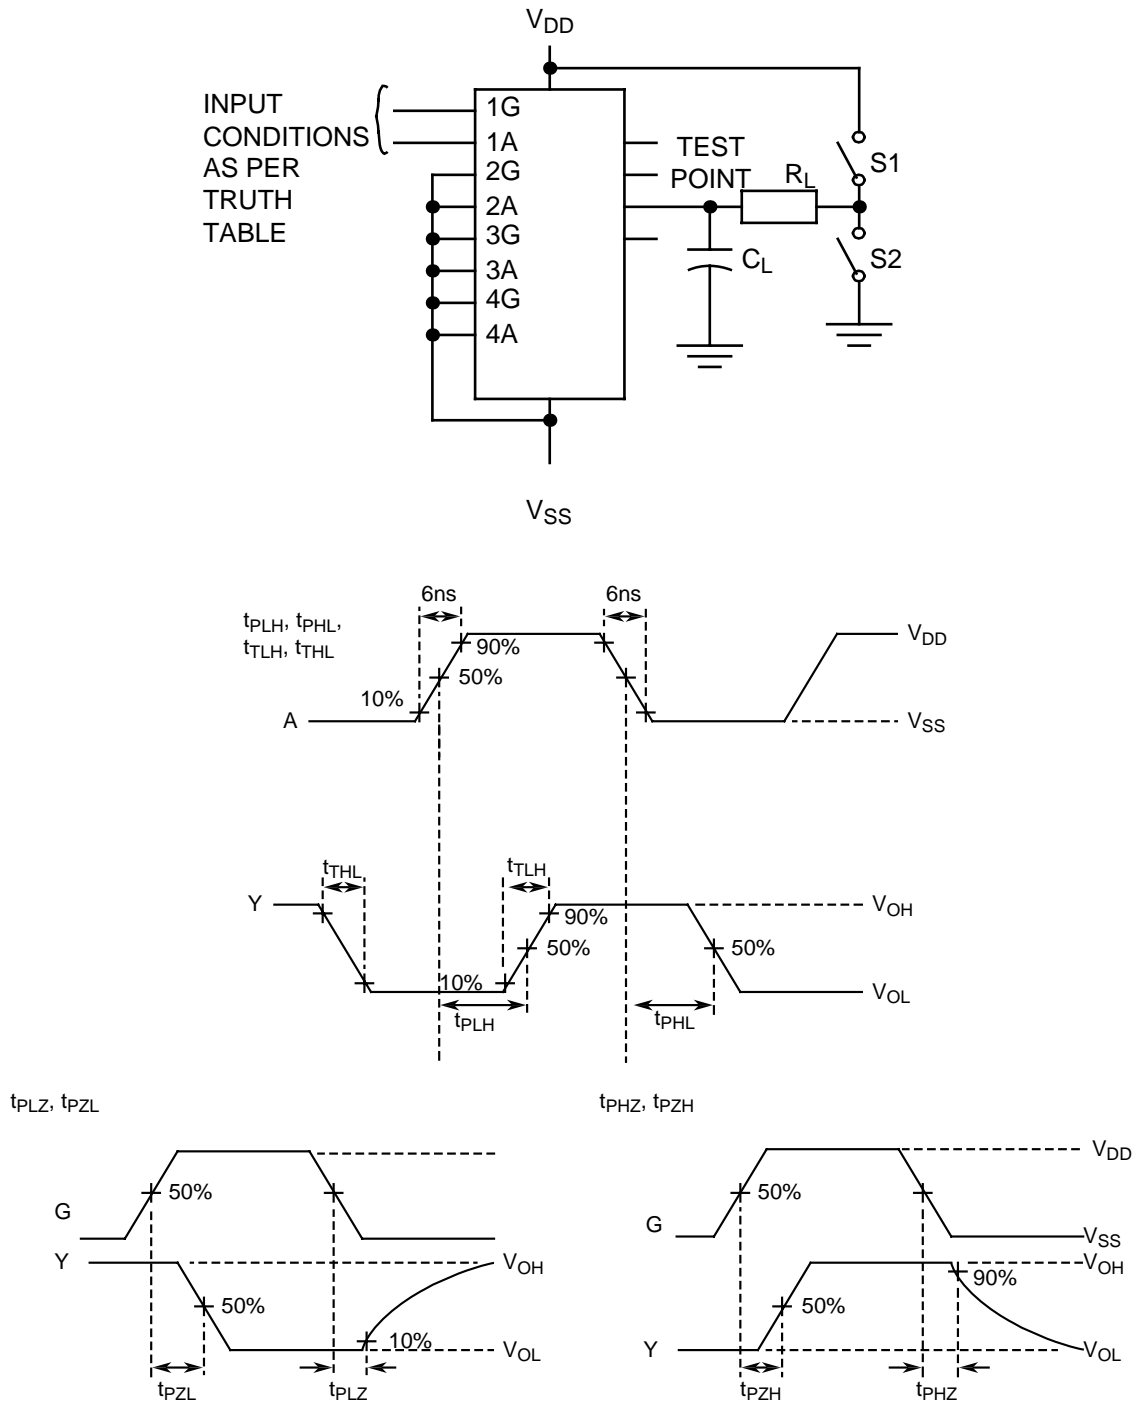 VDD
INPUT
CONDITIONS
AS PER
TRUTH
TABLE
1G
1A
2G
2A
3G
3A
4G
4A
TEST
POINT
RL
S1
CL
S2
VSS
tPLH, tPHL,
tTLH, tTHL
6ns
6ns
90%
50%
10%
A
VDD
VSS
tTHL
tTLH
Y
90%
50%
10%
50%
VOH
VOL
tPLH
tPHL
tPLZ, tPZL
G
50%
Y
VOH
50%
10%
VOL
tPZL
tPLZ
tPHZ, tPZH
VDD
50%
G
VSS
VOH
90%
50%
Y
VOL
tPZH
tPHZ